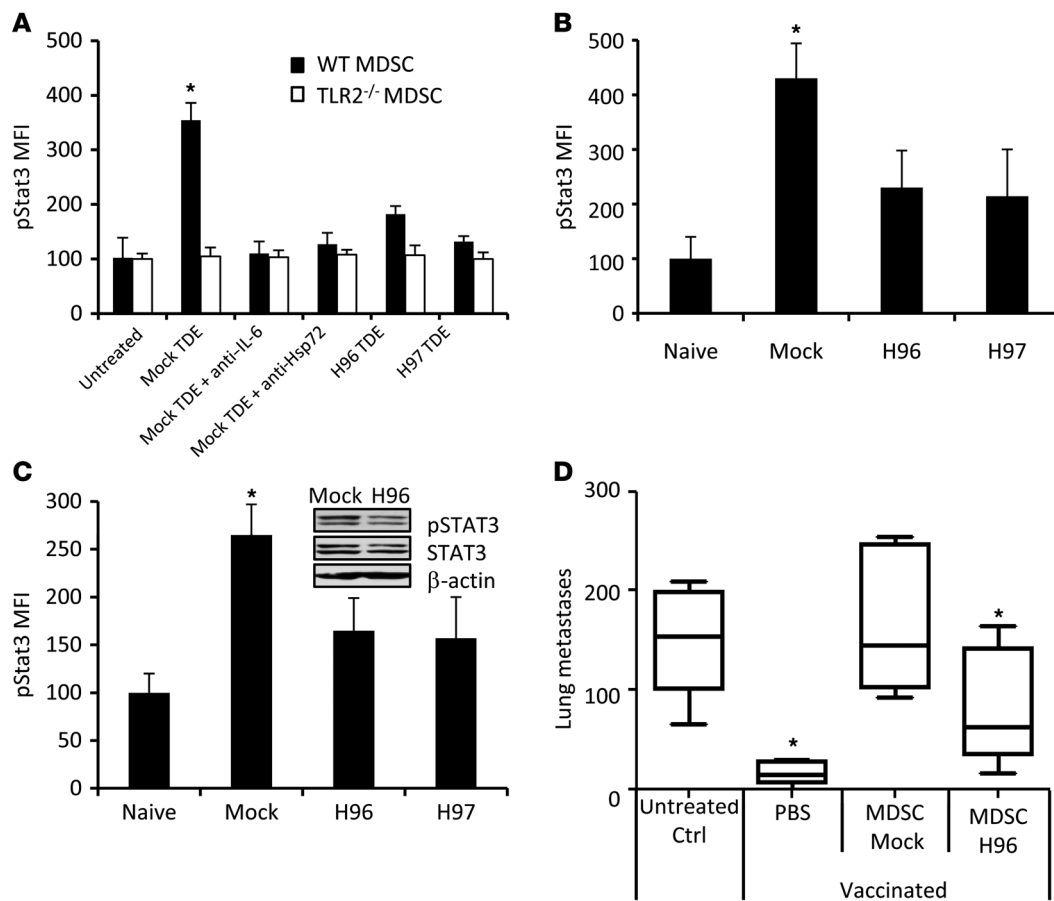 A
500
400
300
200
100
0
pStat3 MFI
WT MDSC
TLR2-/- MDSC
*
Untreated
Mock TDE
Mock TDE + anti-IL-6
Mock TDE + anti-Hsp72
H96 TDE
H97 TDE
B
500
400
300
200
100
0
pStat3 MFI
*
Naive Mock H96 H97
C
300
250
200
150
100
50
0
pStat3 MFI
*
Mock H96
pSTAT3
STAT3
β-actin
Naive Mock H96 H97
D
300
200
100
0
Lung metastases
*
*
Untreated PBS MDSC MDSC
Ctrl Mock H96
Vaccinated